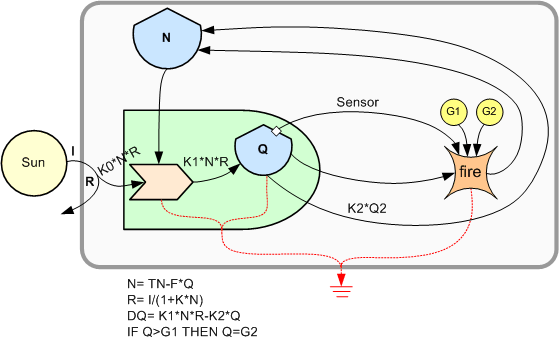 N
G1
G2
Sensor
Sun
I
R
K0*N*R
K1*N*R
Q
fire
K2*Q2
N= TN-F*Q
R= I/(1+K*N)
DQ= K1*N*R-K2*Q
IF Q>G1 THEN Q=G2